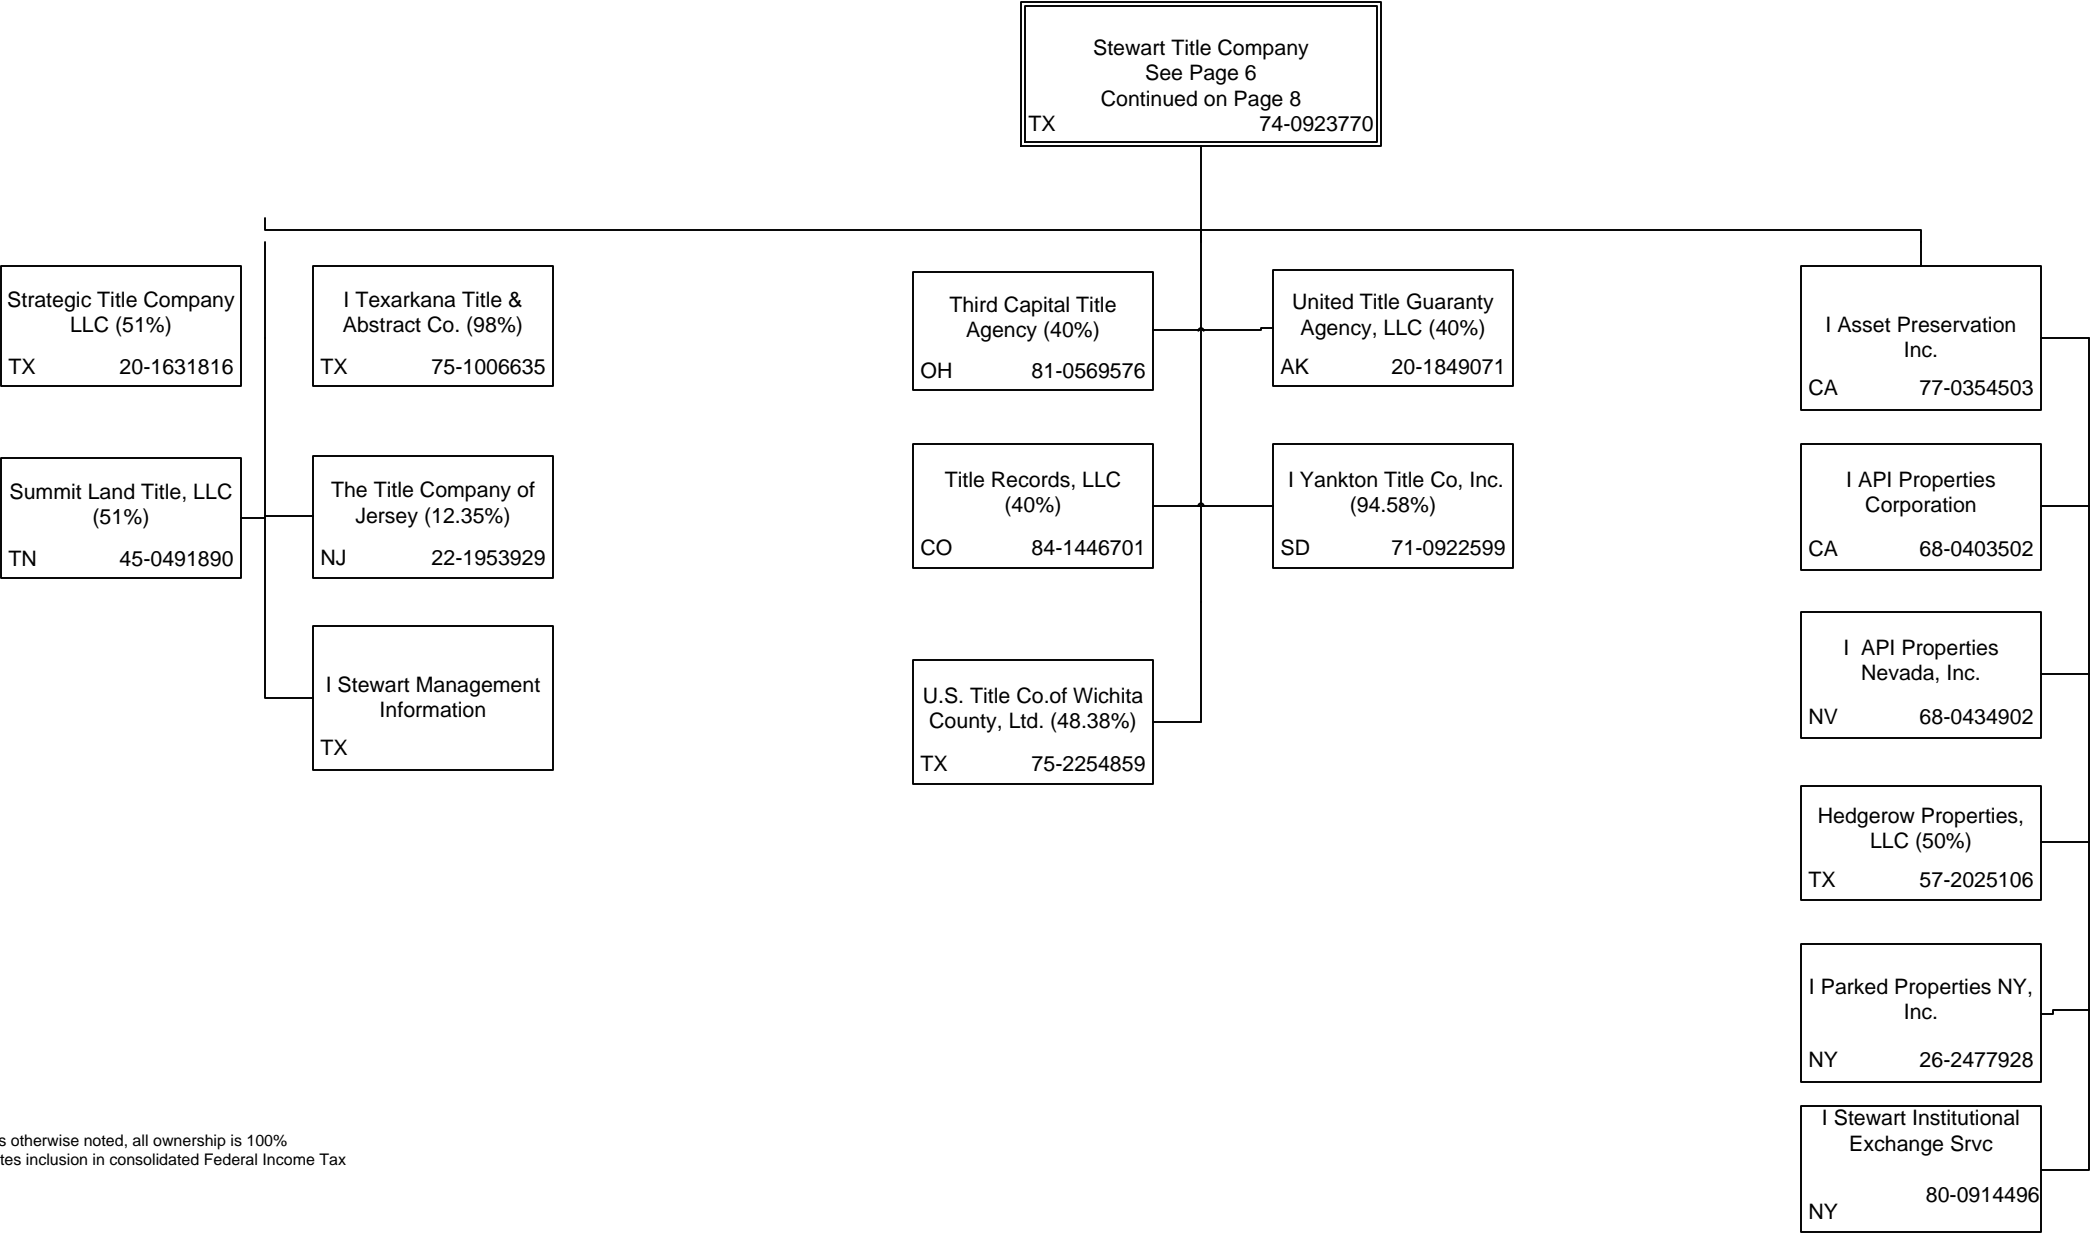 Stewart Title Company
See Page 6
Continued on Page 8
TX 74-0923770
Strategic Title Company
LLC (51%)
TX 20-1631816
I Texarkana Title &
Abstract Co. (98%)
TX 75-1006635
Third Capital Title
Agency (40%)
OH 81-0569576
United Title Guaranty
Agency, LLC (40%)
AK 20-1849071
I Asset Preservation
Inc.
CA 77-0354503
Summit Land Title, LLC
(51%)
TN 45-0491890
The Title Company of
Jersey (12.35%)
NJ 22-1953929
Title Records, LLC
(40%)
CO 84-1446701
I Yankton Title Co, Inc.
(94.58%)
SD 71-0922599
I API Properties
Corporation
CA 68-0403502
I Stewart Management
Information
TX
U.S. Title Co.of Wichita
County, Ltd. (48.38%)
TX 75-2254859
I API Properties
Nevada, Inc.
NV 68-0434902
Hedgerow Properties,
LLC (50%)
TX 57-2025106
I Parked Properties NY,
Inc.
NY 26-2477928
I Stewart Institutional
Exchange Srvc
80-0914496
NY
s otherwise noted, all ownership is 100%
tes inclusion in consolidated Federal Income Tax